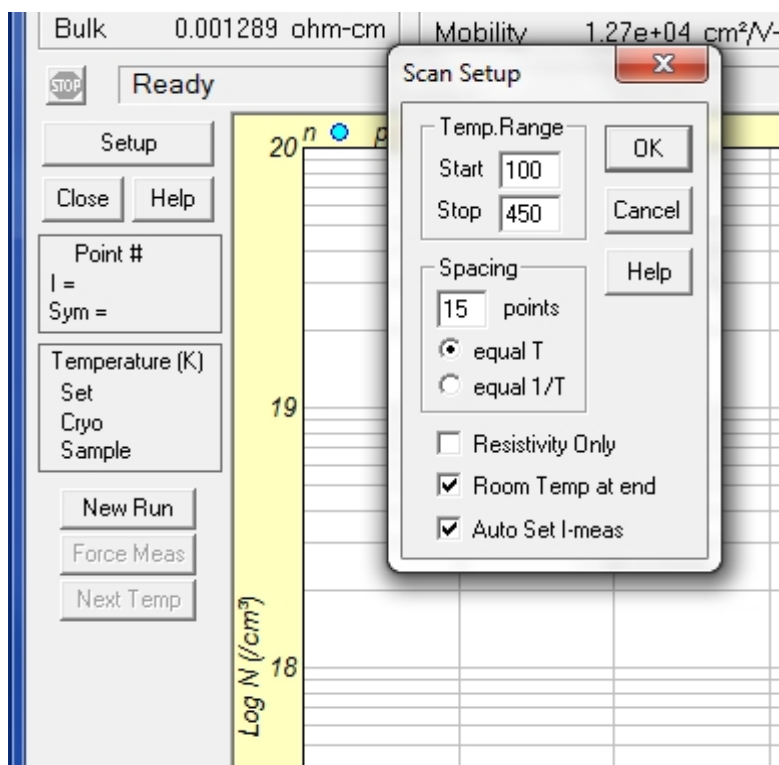 Bulk 0.001289 ohm-cm
Mobility 1.27e+04 cm²/V-
STOP
Ready
Setup
Close Help
Point #
I =
Sym =
Temperature (K)
Set
Cryo
Sample
New Run
Force Meas
Next Temp
n p
20
19
18
Log N (/cm³)
Scan Setup
Temp.Range
Start 100
Stop 450
OK
Cancel
Help
Spacing
15 points
equal T
equal 1/T
Resistivity Only
Room Temp at end
Auto Set I-meas